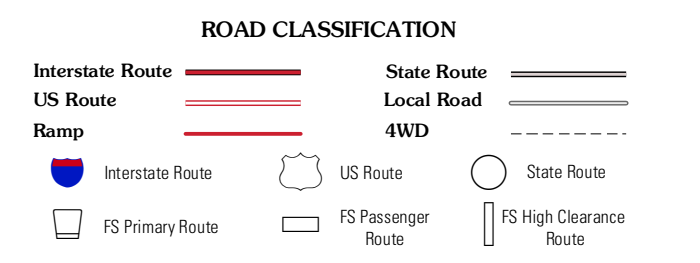 ROAD CLASSIFICATION
Interstate Route
State Route
US Route
Local Road
Ramp
4WD
Interstate Route
US Route
State Route
FS Primary Route
FS Passenger
Route
FS High Clearance
Route